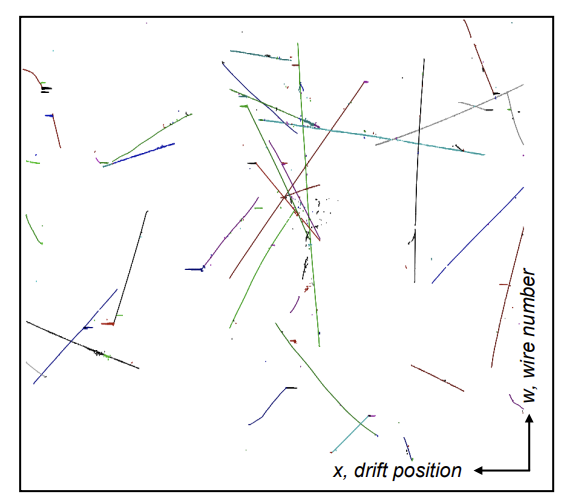 w, wire number
x, drift position